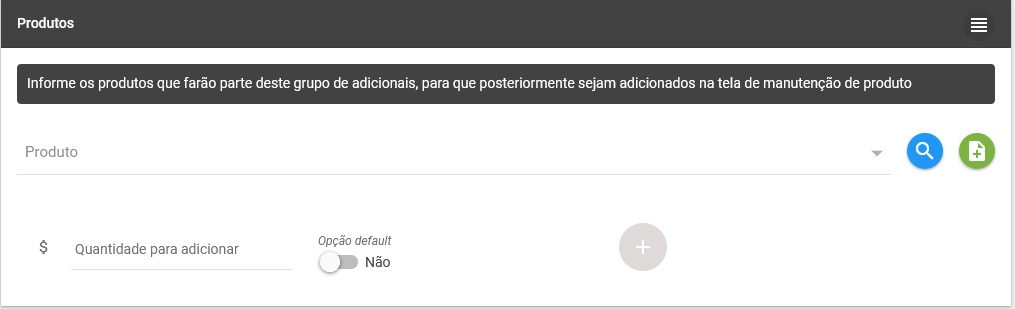 Produtos
Informe os produtos que farão parte deste grupo de adicionais, para que posteriormente sejam adicionados na tela de manutenção de produto
Produto
Opção default
$ Quantidade para adicionar
Não